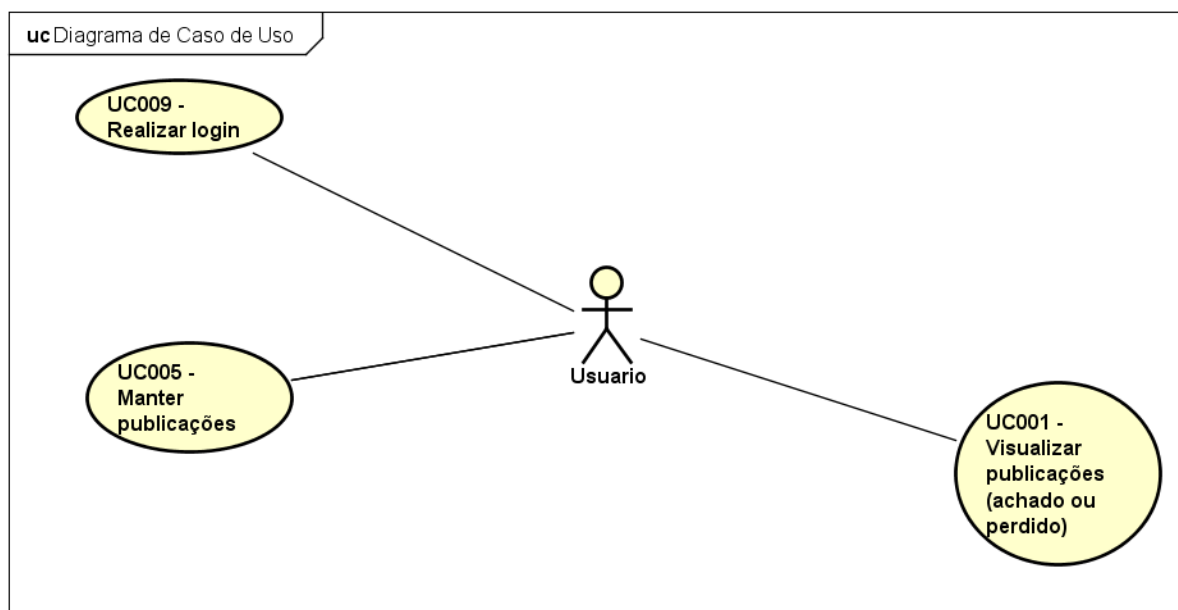 uc Diagrama de Caso de Uso
UC009 -
Realizar login
UC005 -
Manter
publicações
Usuario
UC001 -
Visualizar
publicações
(achado ou
perdido)